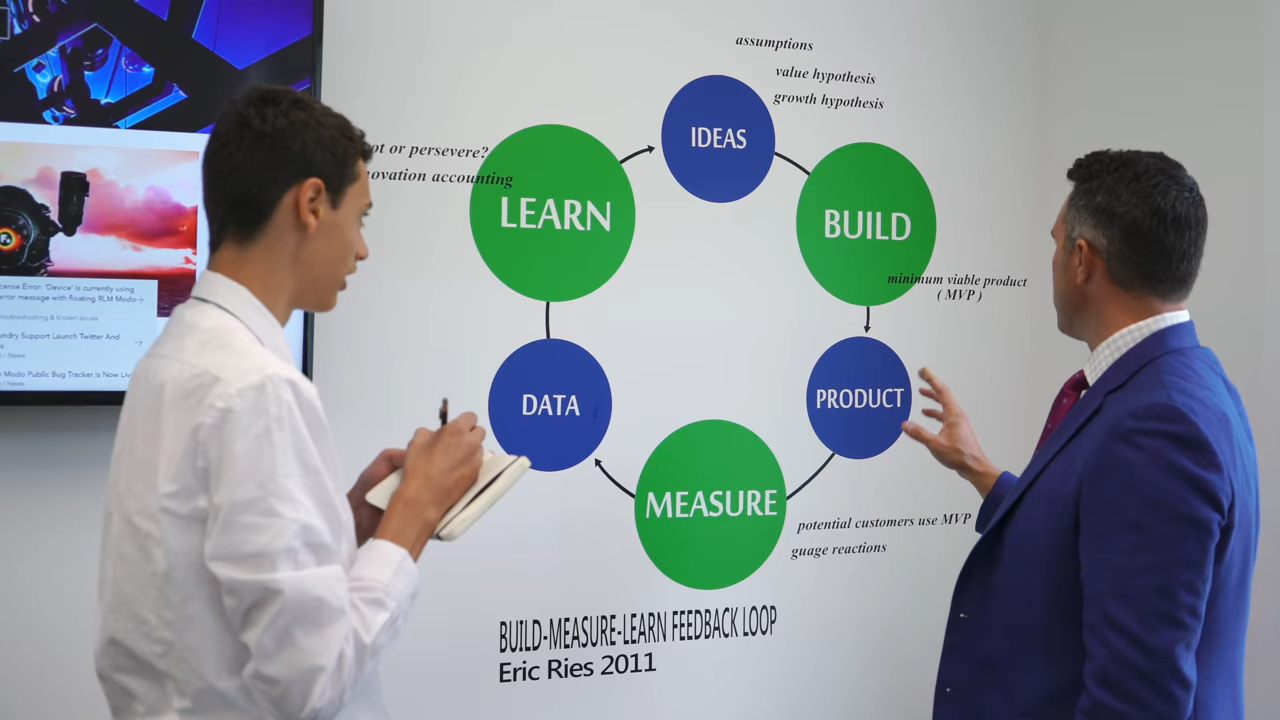 assumptions
value hypothesis
growth hypothesis
IDEAS
ot or persevere?
ovation accounting
LEARN
BUILD
minimum viable product
( MVP )
DATA
PRODUCT
MEASURE
potential customers use MVP
guage reactions
BUILD-MEASURE-LEARN FEEDBACK LOOP
Eric Ries 2011
cense Error: 'Device' is currently using
error message with floating RLM Modo
roubleshooting & Known Issues
undry Support Launch Twitter And
/ News
Modo Public Bug Tracker Is Now Liv
/ News